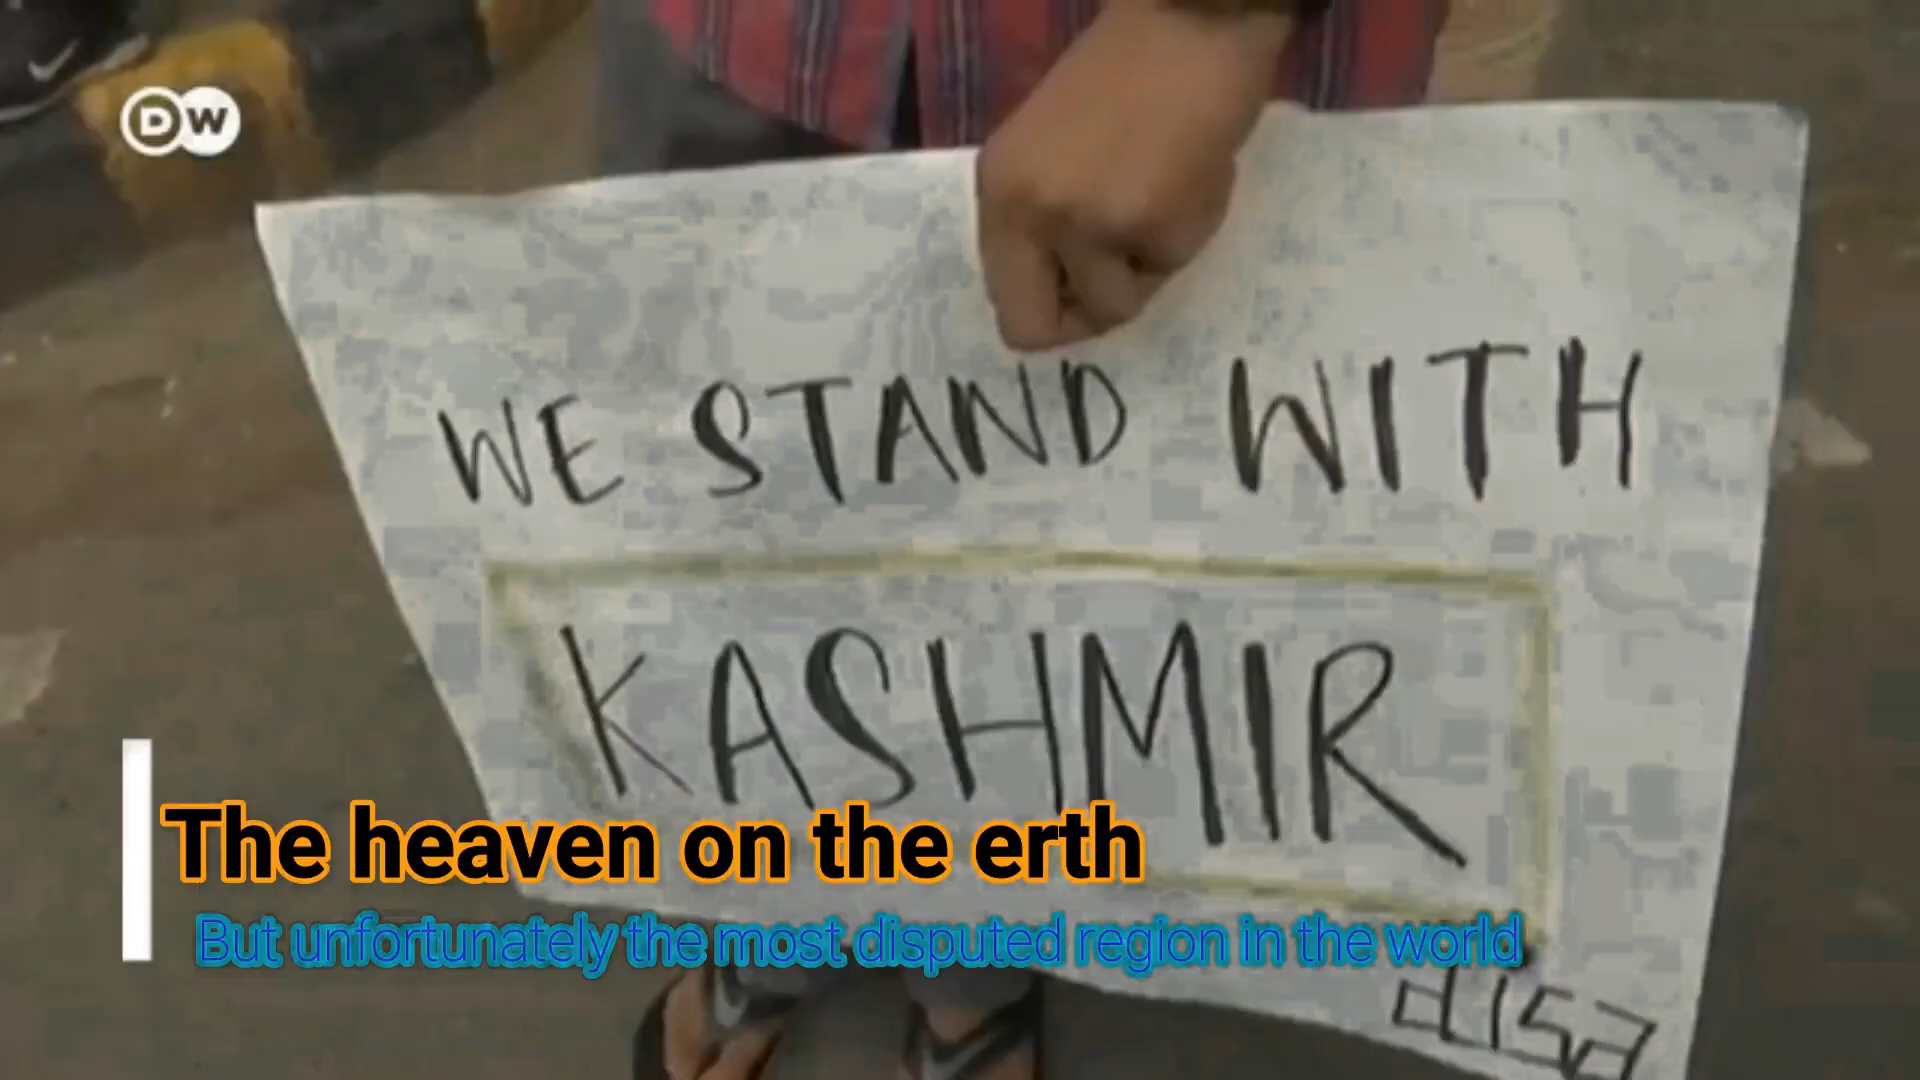 DW
WE STAND WITH
KASHMIR
The heaven on the erth
But unfortunately the most disputed region in the world